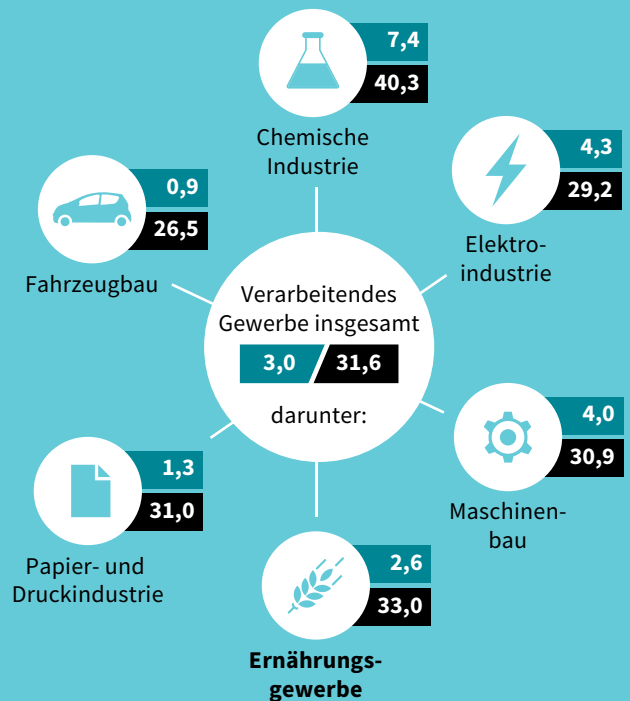 7,4
40,3
Chemische
Industrie
4,3
29,2
Elektro-
industrie
0,9
26,5
Fahrzeugbau
Verarbeitendes
Gewerbe insgesamt
3,0 31,6
darunter:
4,0
30,9
Maschinen-
bau
1,3
31,0
Papier- und
Druckindustrie
2,6
33,0
Ernährungs-
gewerbe